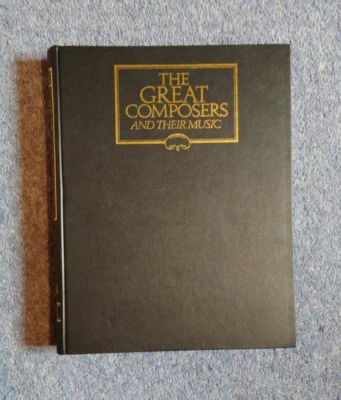 THE
GREAT
COMPOSERS
AND THEIR MUSIC